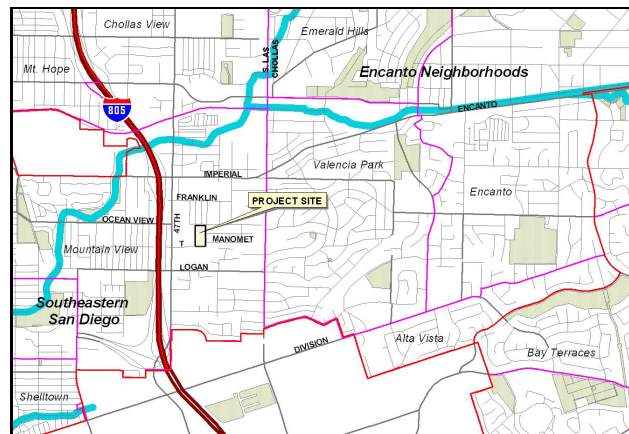 Chollas View
Emerald Hills
S. LAS
CHOLLAS
Mt. Hope
Encanto Neighborhoods
805
ENCANTO
IMPERIAL
Valencia Park
Encanto
FRANKLIN
PROJECT SITE
OCEAN VIEW
47TH
T
MANOMET
Mountain View
LOGAN
Southeastern
San Diego
DIVISION
Alta Vista
Bay Terraces
Shelltown